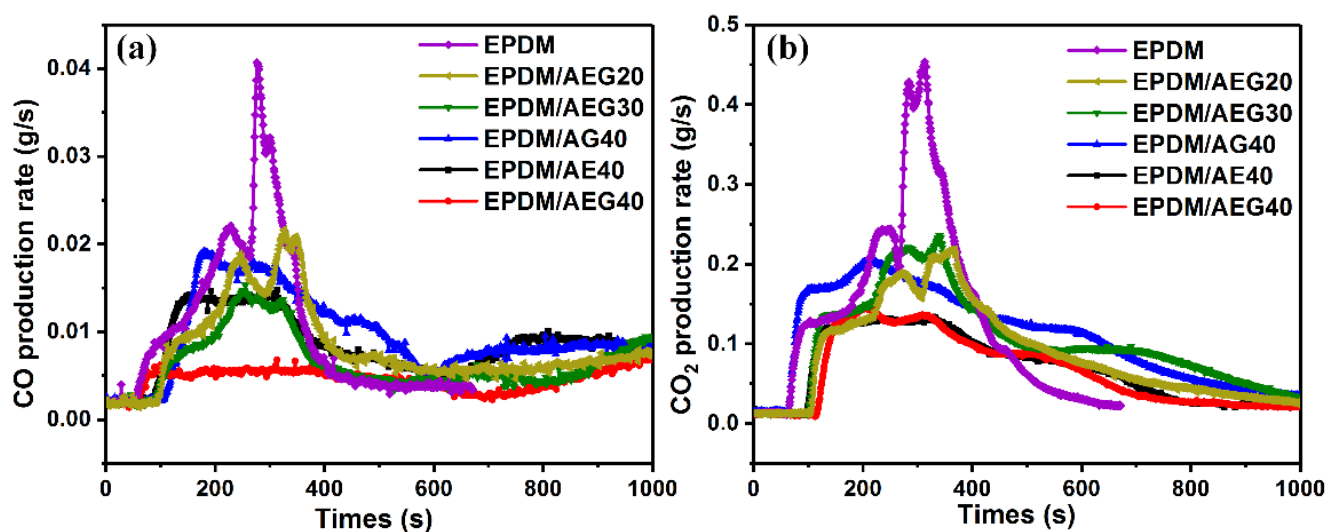 (a)
CO production rate (g/s)
0.04
0.03
0.02
0.01
0.00
EPDM
EPDM/AEG20
EPDM/AEG30
EPDM/AG40
EPDM/AE40
EPDM/AEG40
0 200 400 600 800 1000
Times (s)
(b)
CO₂ production rate (g/s)
0.5
0.4
0.3
0.2
0.1
0.0
EPDM
EPDM/AEG20
EPDM/AEG30
EPDM/AG40
EPDM/AE40
EPDM/AEG40
0 200 400 600 800 1000
Times (s)